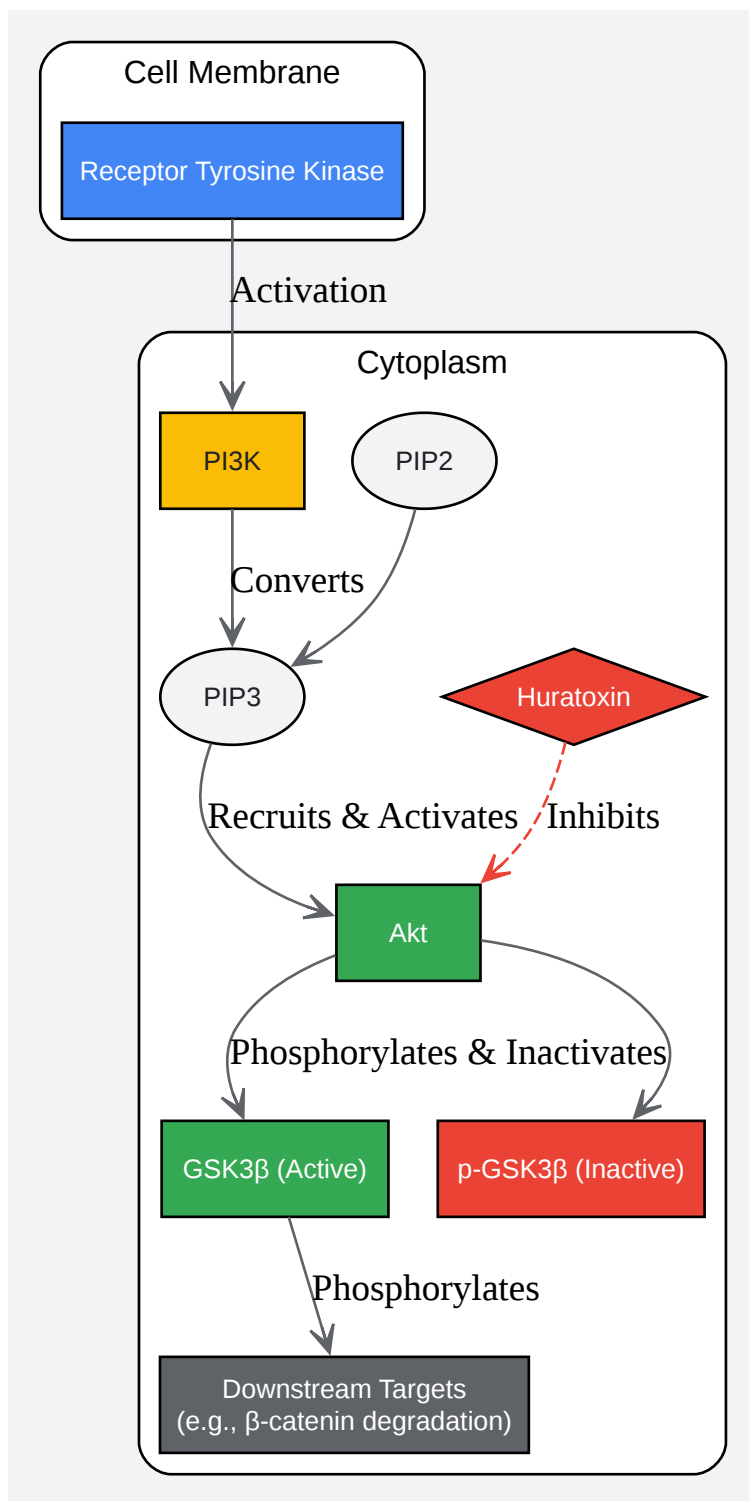 Cell Membrane
Receptor Tyrosine Kinase
Activation
Cytoplasm
PI3K
PIP2
Converts
PIP3
Huratoxin
Recruits & Activates
Inhibits
Akt
Phosphorylates & Inactivates
GSK3β (Active)
p-GSK3β (Inactive)
Phosphorylates
Downstream Targets
(e.g., β-catenin degradation)